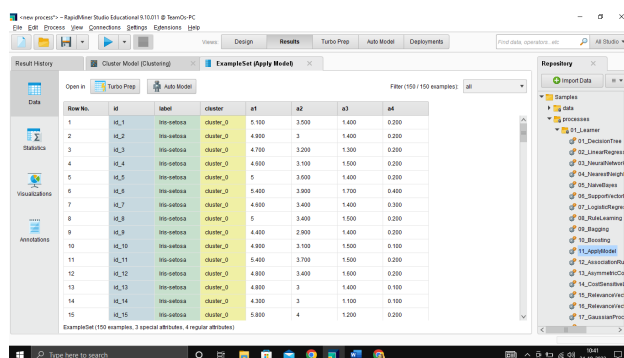 <new process*> – RapidMiner Studio Educational 9.10.011 @ TeamOs-PC
File Edit Process View Connections Settings Extensions Help
Views: Design Results Turbo Prep Auto Model Deployments Find data, operators...etc All Studio
Result History Cluster Model (Clustering) ExampleSet (Apply Model) Repository
Open in Turbo Prep Auto Model Filter (150 / 150 examples): all Import Data
Data
Statistics
Visualizations
Annotations
Row No. id label cluster a1 a2 a3 a4
1 id_1 Iris-setosa cluster_0 5.100 3.500 1.400 0.200
2 id_2 Iris-setosa cluster_0 4.900 3 1.400 0.200
3 id_3 Iris-setosa cluster_0 4.700 3.200 1.300 0.200
4 id_4 Iris-setosa cluster_0 4.600 3.100 1.500 0.200
5 id_5 Iris-setosa cluster_0 5 3.600 1.400 0.200
6 id_6 Iris-setosa cluster_0 5.400 3.900 1.700 0.400
7 id_7 Iris-setosa cluster_0 4.600 3.400 1.400 0.300
8 id_8 Iris-setosa cluster_0 5 3.400 1.500 0.200
9 id_9 Iris-setosa cluster_0 4.400 2.900 1.400 0.200
10 id_10 Iris-setosa cluster_0 4.900 3.100 1.500 0.100
11 id_11 Iris-setosa cluster_0 5.400 3.700 1.500 0.200
12 id_12 Iris-setosa cluster_0 4.800 3.400 1.600 0.200
13 id_13 Iris-setosa cluster_0 4.800 3 1.400 0.100
14 id_14 Iris-setosa cluster_0 4.300 3 1.100 0.100
15 id_15 Iris-setosa cluster_0 5.800 4 1.200 0.200
ExampleSet (150 examples, 3 special attributes, 4 regular attributes)
Samples
data
processes
01_Learner
01_DecisionTree
02_LinearRegress
03_NeuralNetwork
04_NearestNeigh
05_NaiveBayes
06_SupportVector
07_LogisticRegre
08_RuleLearning
09_Bagging
10_Boosting
11_ApplyModel
12_AssociationRu
13_AsymmetricCo
14_CostSensitiveL
15_RelevanceVec
16_RelevanceVec
17_GaussianProc
Type here to search
10:41